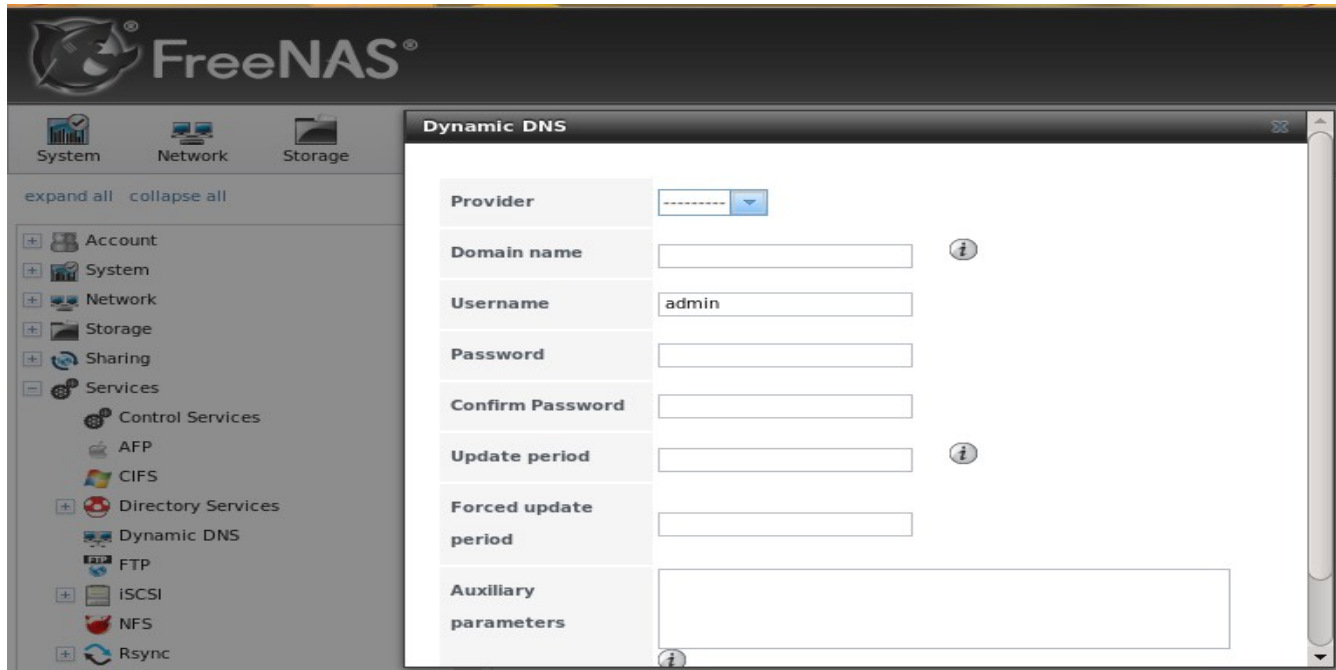 FreeNAS®
System
Network
Storage
expand all collapse all
Account
System
Network
Storage
Sharing
Services
Control Services
AFP
CIFS
Directory Services
Dynamic DNS
FTP
iSCSI
NFS
Rsync
Dynamic DNS
Provider
---------
Domain name
Username
admin
Password
Confirm Password
Update period
Forced update
period
Auxiliary
parameters